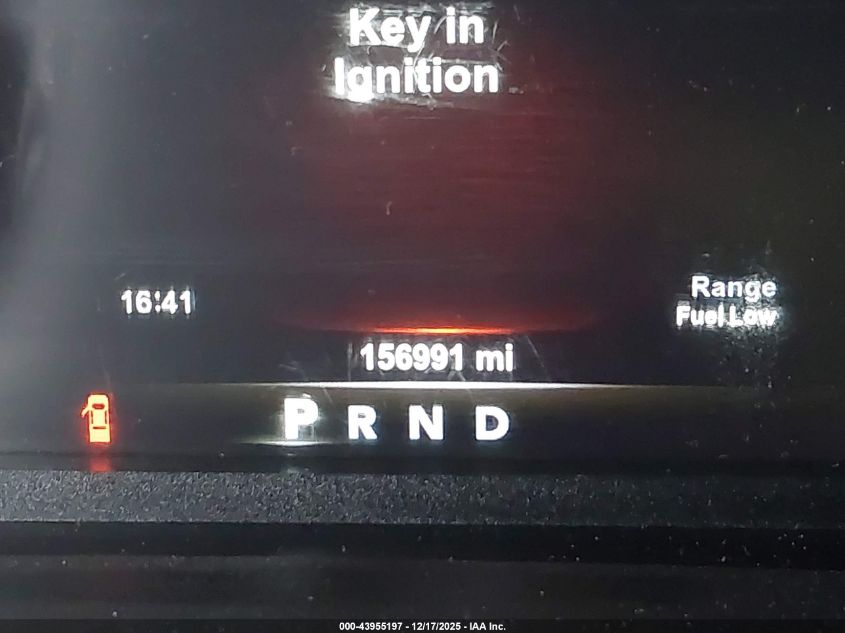 Key in
Ignition
16:41
Range
Fuel Low
156991 mi
P R N D
000-43955197 - 12/17/2025 - IAA Inc.